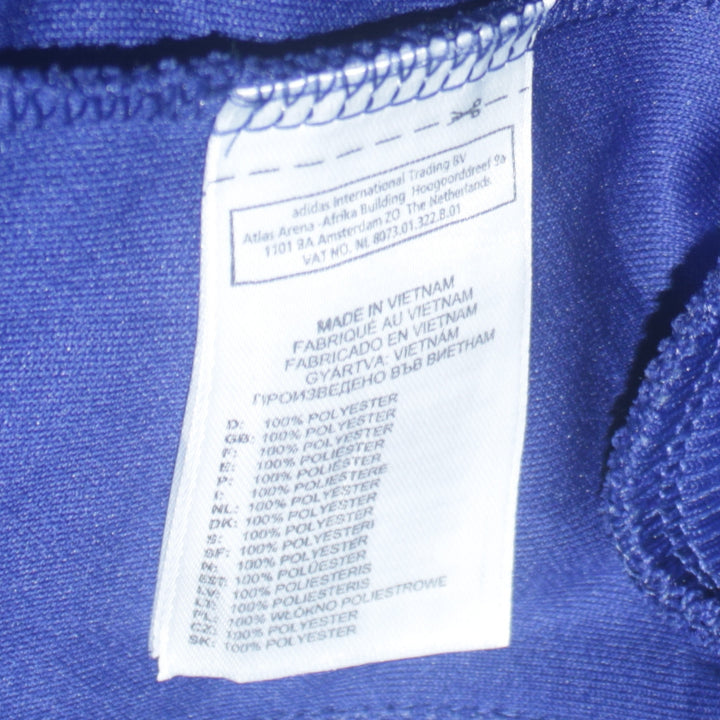 adidas International Trading BV
Atlas Arena -Afrika Building Hoogoorddreef 9a
1101 BA Amsterdam ZO The Netherlands
VAT NO. NL 8073.01.322.B.01
MADE IN VIETNAM
FABRIQUÉ AU VIETNAM
FABRICADO EN VIETNAM
GYÁRTVA: VIETNÁM
ПРОИЗВЕДЕНО ВЪВ ВИЕТНАМ
D: 100% POLYESTER
GB: 100% POLYESTER
F: 100% POLYESTER
E: 100% POLYESTER
P: 100% POLIÉSTER
I: 100% POLIESTERE
NL: 100% POLYESTER
DK: 100% POLYESTER
S: 100% POLYESTER
SF: 100% POLYESTERI
N: 100% POLYESTER
EST: 100% POLÜESTER
LV: 100% POLIESTERIS
LT: 100% POLIESTERIS
PL: 100% WŁÓKNO POLIESTROWE
CZ: 100% POLYESTER
SK: 100% POLYESTER